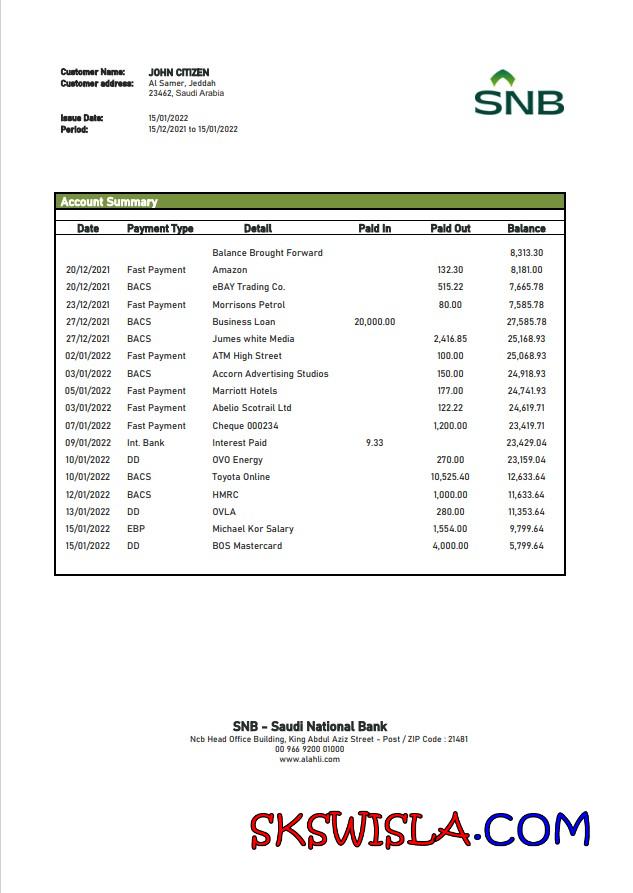 Customer Name: JOHN CITIZEN
Customer address: Al Samer, Jeddah
23462, Saudi Arabia
SNB
Issue Date: 15/01/2022
Period: 15/12/2021 to 15/01/2022
Account Summary
Date Payment Type Detail Paid In Paid Out Balance
Balance Brought Forward 8,313.30
20/12/2021 Fast Payment Amazon 132.30 8,181.00
20/12/2021 BACS eBAY Trading Co. 515.22 7,665.78
23/12/2021 Fast Payment Morrisons Petrol 80.00 7,585.78
27/12/2021 BACS Business Loan 20,000.00 27,585.78
27/12/2021 BACS Jumes white Media 2,416.85 25,168.93
02/01/2022 Fast Payment ATM High Street 100.00 25,068.93
03/01/2022 BACS Accorn Advertising Studios 150.00 24,918.93
05/01/2022 Fast Payment Marriott Hotels 177.00 24,741.93
03/01/2022 Fast Payment Abelio Scotrail Ltd 122.22 24,619.71
07/01/2022 Fast Payment Cheque 000234 1,200.00 23,419.71
09/01/2022 Int. Bank Interest Paid 9.33 23,429.04
10/01/2022 DD OVO Energy 270.00 23,159.04
10/01/2022 BACS Toyota Online 10,525.40 12,633.64
12/01/2022 BACS HMRC 1,000.00 11,633.64
13/01/2022 DD OVLA 280.00 11,353.64
15/01/2022 EBP Michael Kor Salary 1,554.00 9,799.64
15/01/2022 DD BOS Mastercard 4,000.00 5,799.64
SNB - Saudi National Bank
Ncb Head Office Building, King Abdul Aziz Street - Post / ZIP Code : 21481
00 966 9200 01000
www.alahli.com
SKSWISLA.COM